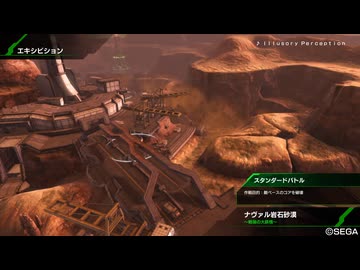 エキシビション
♪ illusory Perception
スタンダードバトル
作戦目的：敵ベースのコアを破壊
ナヴァル岩石砂漠
©SEGA